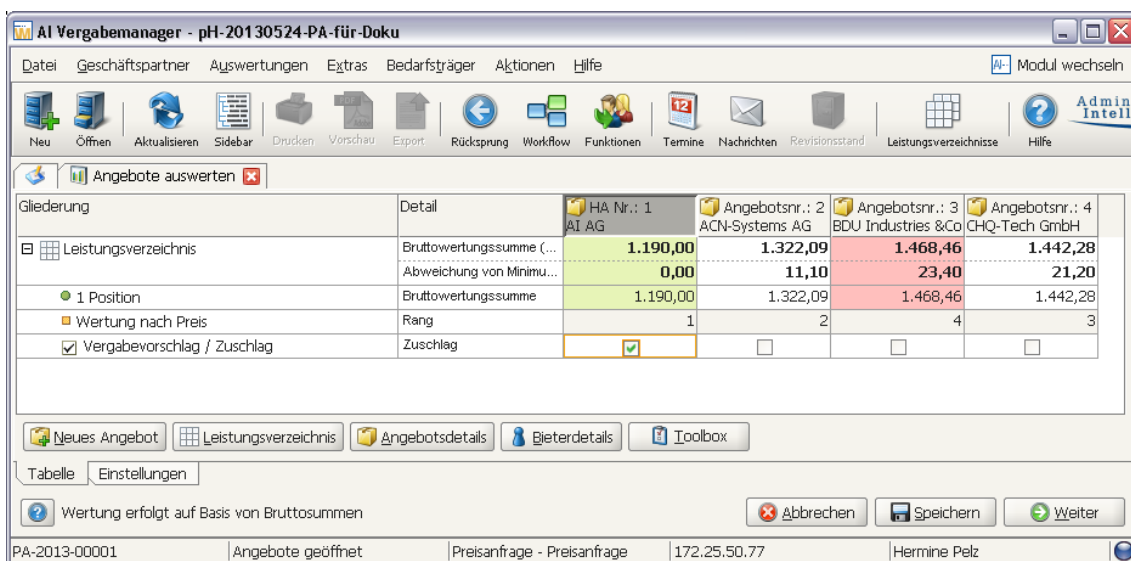 AI Vergabemanager - pH-20130524-PA-für-Doku
Datei Geschäftspartner Auswertungen Extras Bedarfsträger Aktionen Hilfe AI- Modul wechseln
Neu Öffnen Aktualisieren Sidebar Drucken Vorschau Export Rücksprung Workflow Funktionen Termine Nachrichten Revisionsstand Leistungsverzeichnisse Hilfe
Admin
Intell
Angebote auswerten
Gliederung Detail HA Nr.: 1 Angebotsnr.: 2 Angebotsnr.: 3 Angebotsnr.: 4
AI AG ACN-Systems AG BDU Industries &Co CHQ-Tech GmbH
Leistungsverzeichnis Bruttowertungssumme (... 1.190,00 1.322,09 1.468,46 1.442,28
Abweichung von Minimu... 0,00 11,10 23,40 21,20
1 Position Bruttowertungssumme 1.190,00 1.322,09 1.468,46 1.442,28
Wertung nach Preis Rang 1 2 4 3
Vergabevorschlag / Zuschlag Zuschlag
Neues Angebot Leistungsverzeichnis Angebotsdetails Bieterdetails Toolbox
Tabelle Einstellungen
Wertung erfolgt auf Basis von Bruttosummen Abbrechen Speichern Weiter
PA-2013-00001 Angebote geöffnet Preisanfrage - Preisanfrage 172.25.50.77 Hermine Pelz